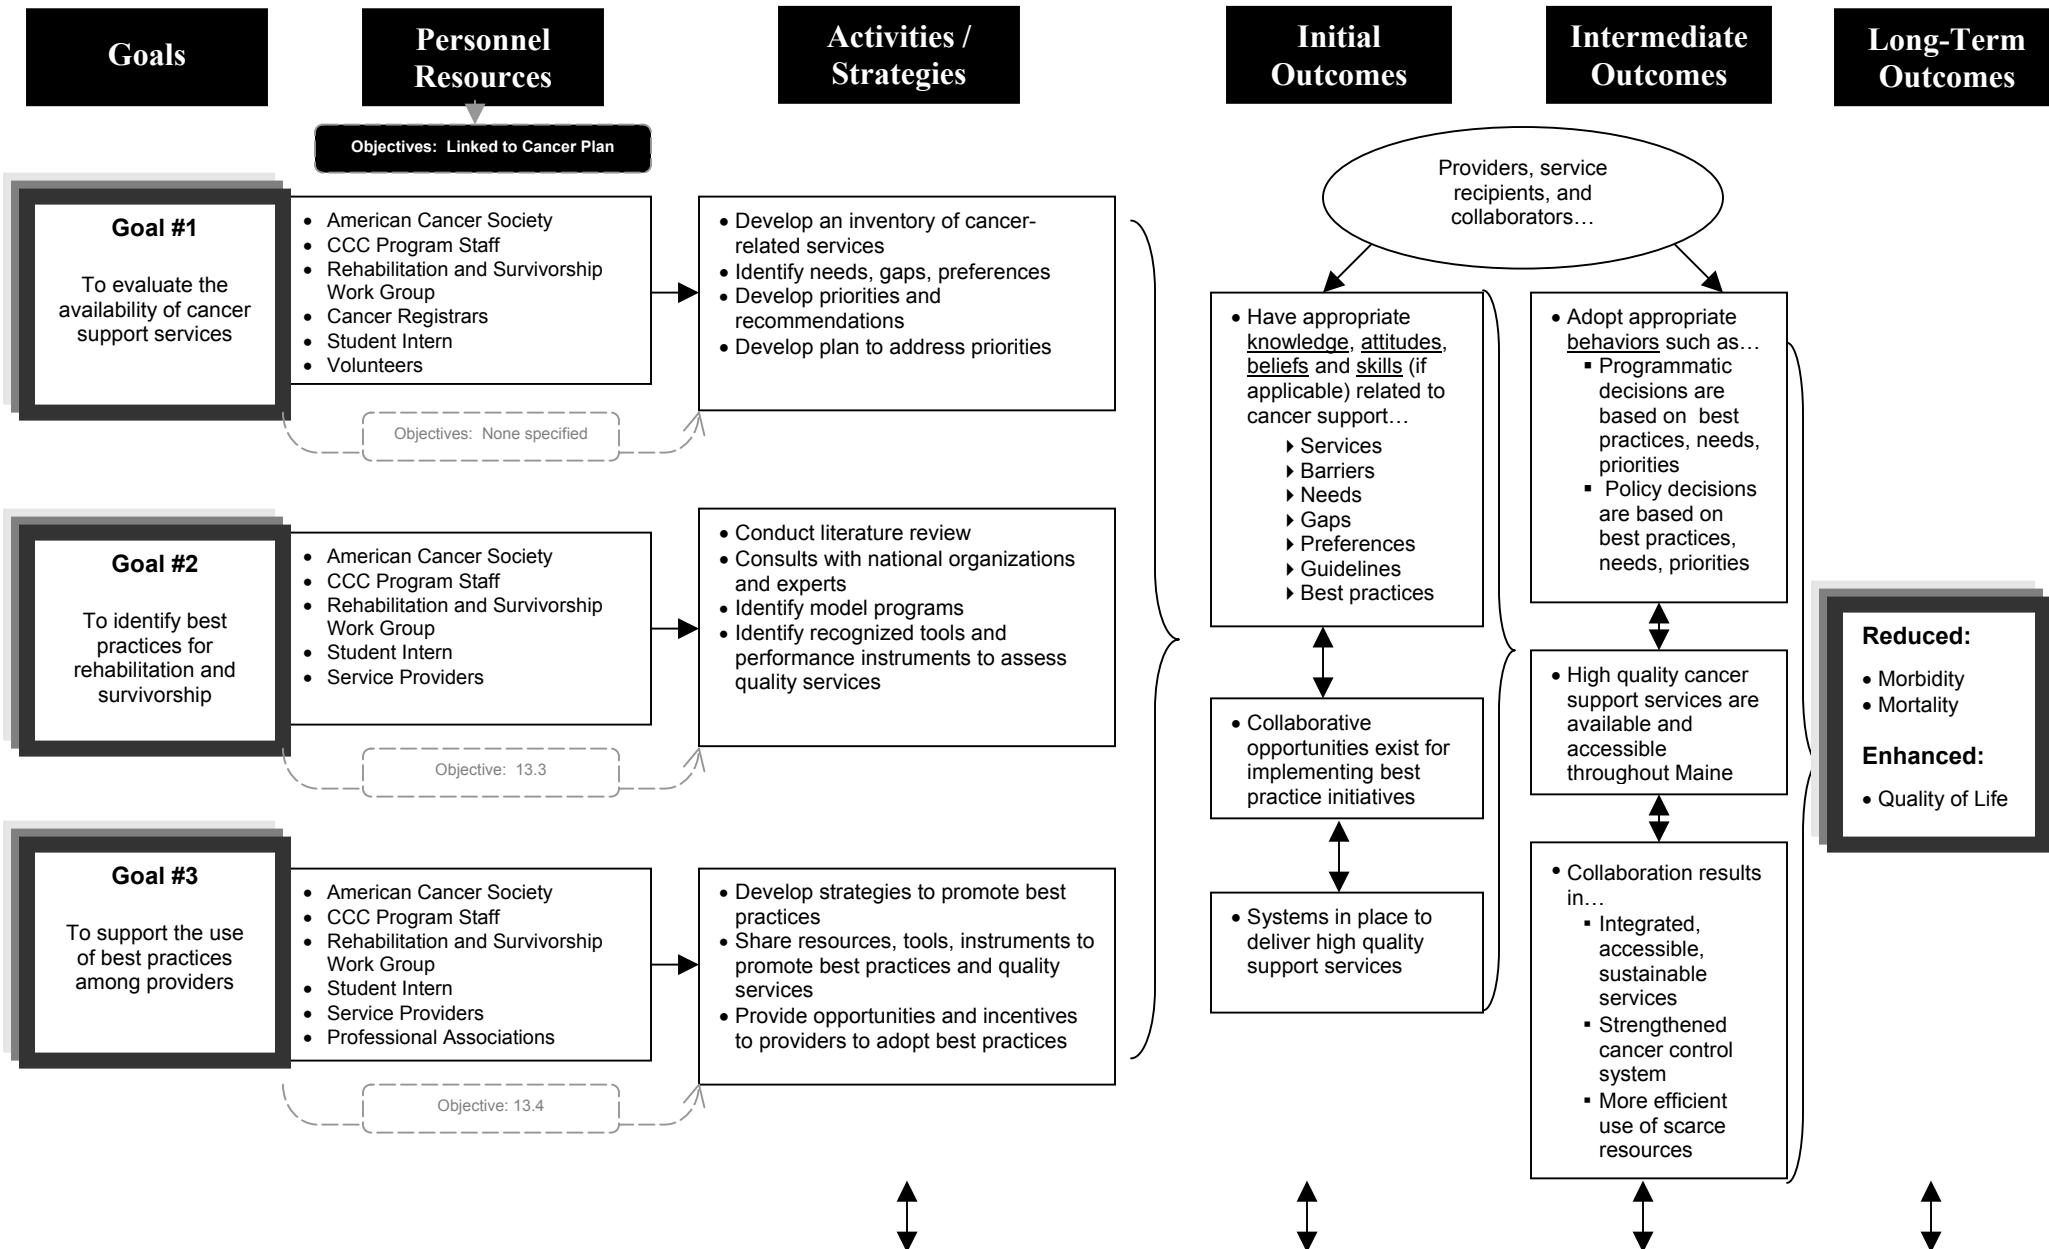 Goals
Personnel
Resources
Activities /
Strategies
Initial
Outcomes
Intermediate
Outcomes
Long-Term
Outcomes
Objectives:  Linked to Cancer Plan
Goal #1
To evaluate the
availability of cancer
support services
• American Cancer Society
• CCC Program Staff
• Rehabilitation and Survivorship
Work Group
• Cancer Registrars
• Student Intern
• Volunteers
Objectives:  None specified
• Develop an inventory of cancer-
related services
• Identify needs, gaps, preferences
• Develop priorities and
recommendations
• Develop plan to address priorities
Goal #2
To identify best
practices for
rehabilitation and
survivorship
• American Cancer Society
• CCC Program Staff
• Rehabilitation and Survivorship
Work Group
• Student Intern
• Service Providers
Objective:  13.3
• Conduct literature review
• Consults with national organizations
and experts
• Identify model programs
• Identify recognized tools and
performance instruments to assess
quality services
Goal #3
To support the use
of best practices
among providers
• American Cancer Society
• CCC Program Staff
• Rehabilitation and Survivorship
Work Group
• Student Intern
• Service Providers
• Professional Associations
Objective: 13.4
• Develop strategies to promote best
practices
• Share resources, tools, instruments to
promote best practices and quality
services
• Provide opportunities and incentives
to providers to adopt best practices
Providers, service
recipients, and
collaborators…
• Have appropriate
knowledge, attitudes,
beliefs and skills (if
applicable) related to
cancer support…
Services
Barriers
Needs
Gaps
Preferences
Guidelines
Best practices
• Collaborative
opportunities exist for
implementing best
practice initiatives
• Systems in place to
deliver high quality
support services
• Adopt appropriate
behaviors such as…
▪ Programmatic
decisions are
based on  best
practices, needs,
priorities
▪ Policy decisions
are based on
best practices,
needs, priorities
• High quality cancer
support services are
available and
accessible
throughout Maine
• Collaboration results
in…
▪ Integrated,
accessible,
sustainable
services
▪ Strengthened
cancer control
system
▪ More efficient
use of scarce
resources
Reduced:
• Morbidity
• Mortality
Enhanced:
• Quality of Life